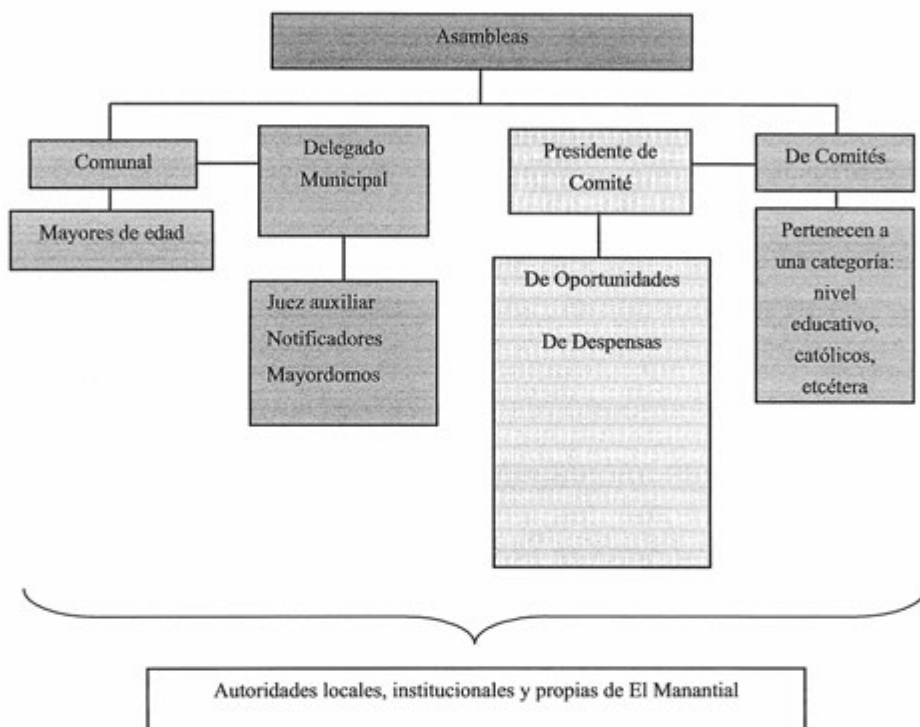 Asambleas
Comunal
Delegado
Municipal
Presidente de
Comité
De Comités
Mayores de edad
Juez auxiliar
Notificadores
Mayordomos
De Oportunidades
De Despensas
Pertenecen a
una categoría:
nivel
educativo,
católicos,
etcétera
Autoridades locales, institucionales y propias de El Manantial